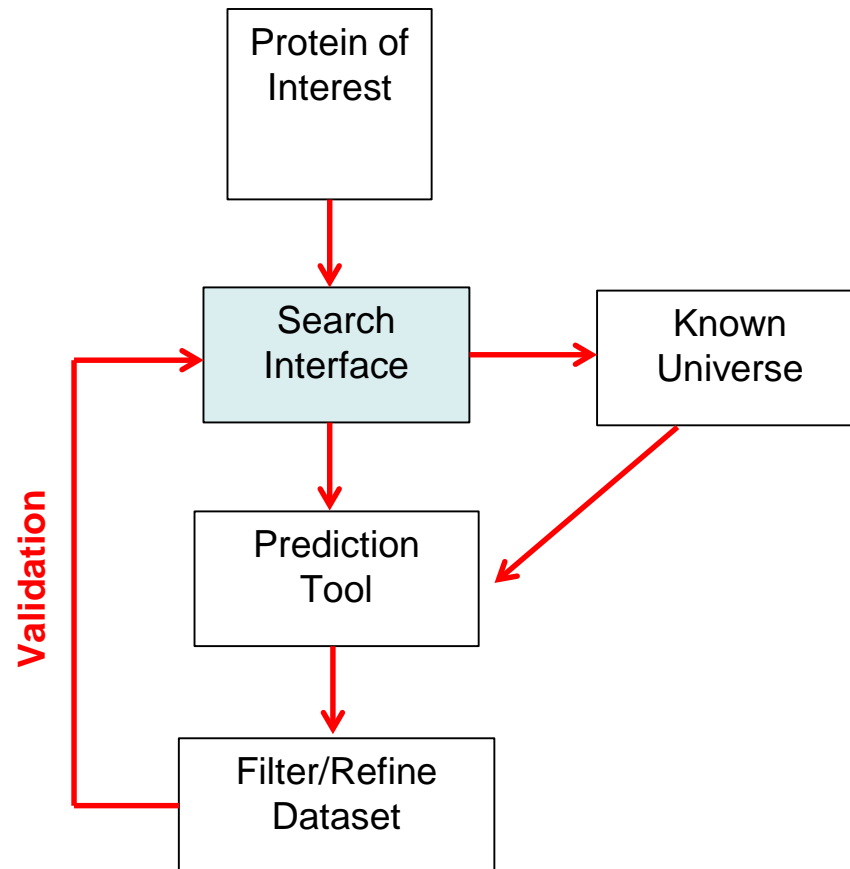 Protein of
Interest
Search
Interface
Known
Universe
Prediction
Tool
Validation
Filter/Refine
Dataset